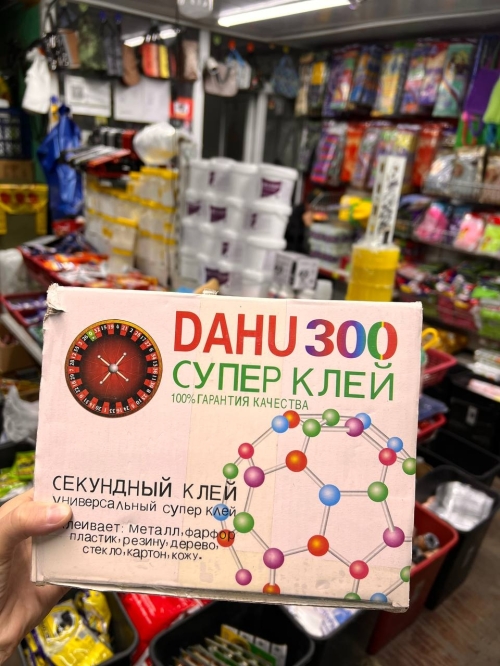 DAHU 300
СУПЕР КЛЕЙ
100% ГАРАНТИЯ КАЧЕСТВА
СЕКУНДНЫЙ КЛЕЙ
универсальный супер клей
леивает: металл, фарфор
пластик, резину, дерево,
стекло, картон, кожу.